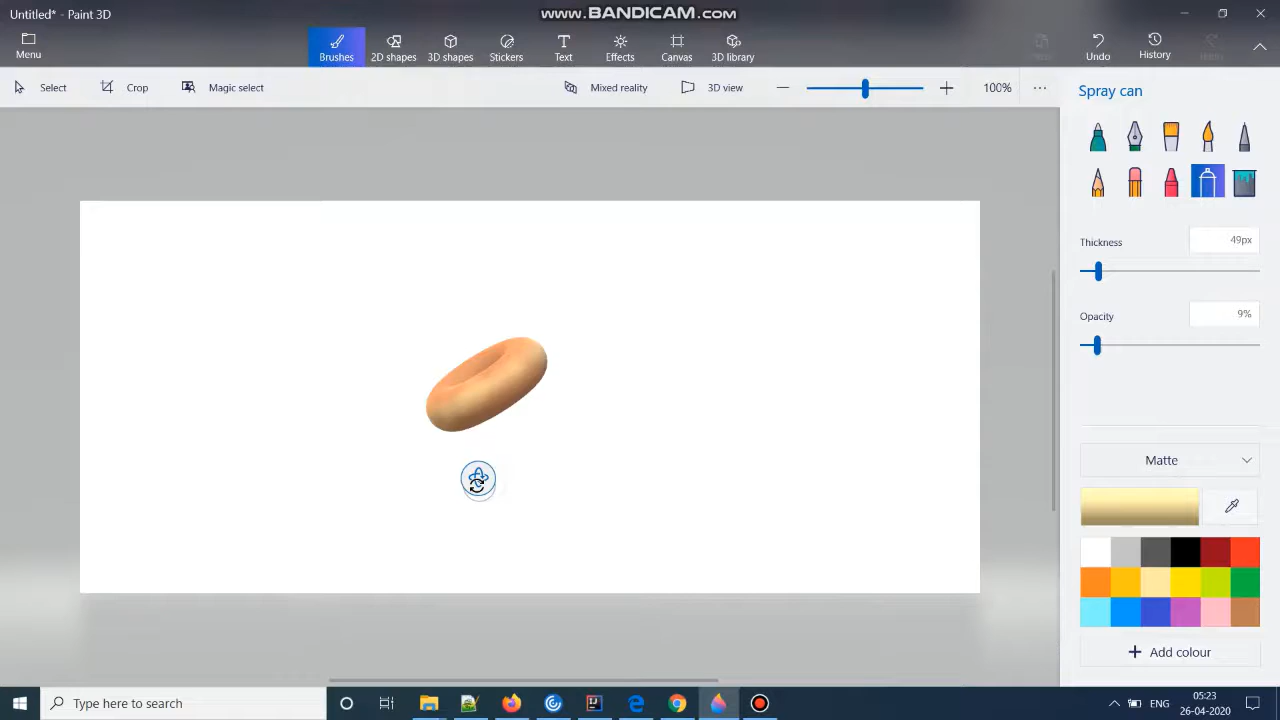 Untitled* - Paint 3D
www.BANDICAM.com
Menu
Brushes
2D shapes
3D shapes
Stickers
Text
Effects
Canvas
3D library
Undo
History
Select
Crop
Magic select
Mixed reality
3D view
100%
Spray can
Thickness
49px
Opacity
9%
Matte
Add colour
Type here to search
ENG
05:23
26-04-2020